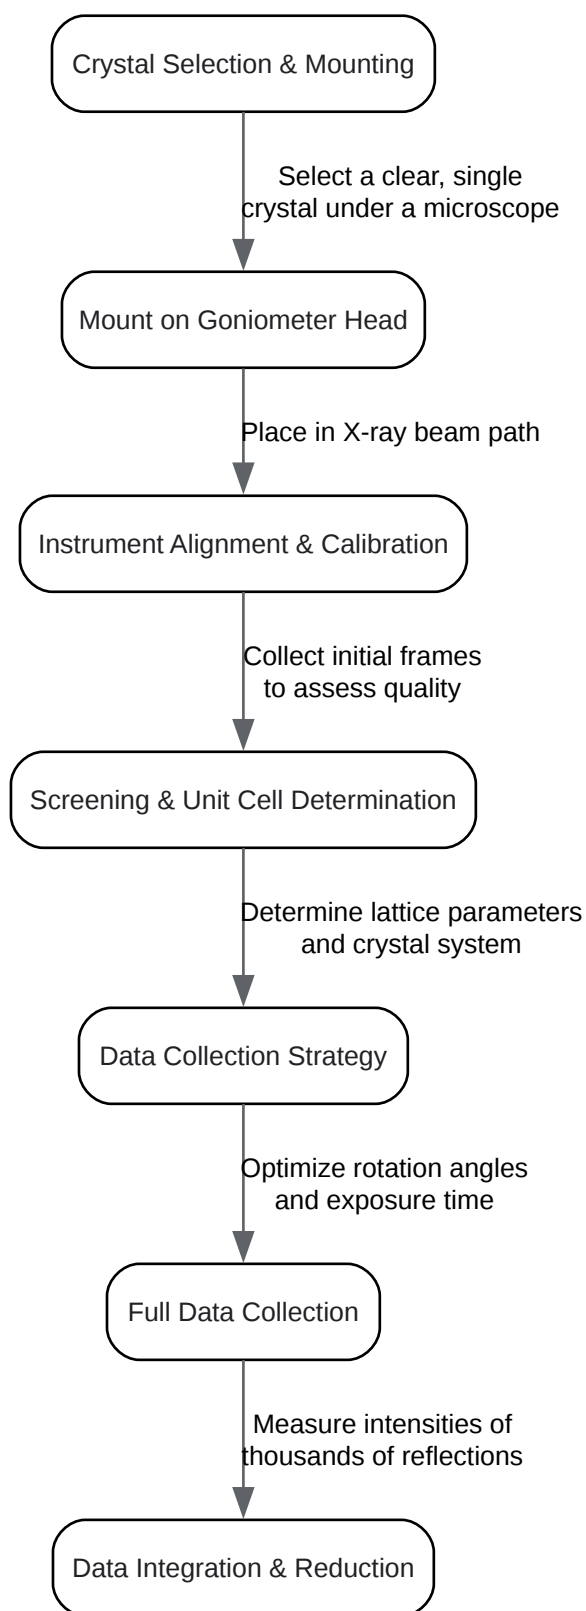 Crystal Selection & Mounting
Select a clear, single
crystal under a microscope
Mount on Goniometer Head
Place in X-ray beam path
Instrument Alignment & Calibration
Collect initial frames
to assess quality
Screening & Unit Cell Determination
Determine lattice parameters
and crystal system
Data Collection Strategy
Optimize rotation angles
and exposure time
Full Data Collection
Measure intensities of
thousands of reflections
Data Integration & Reduction